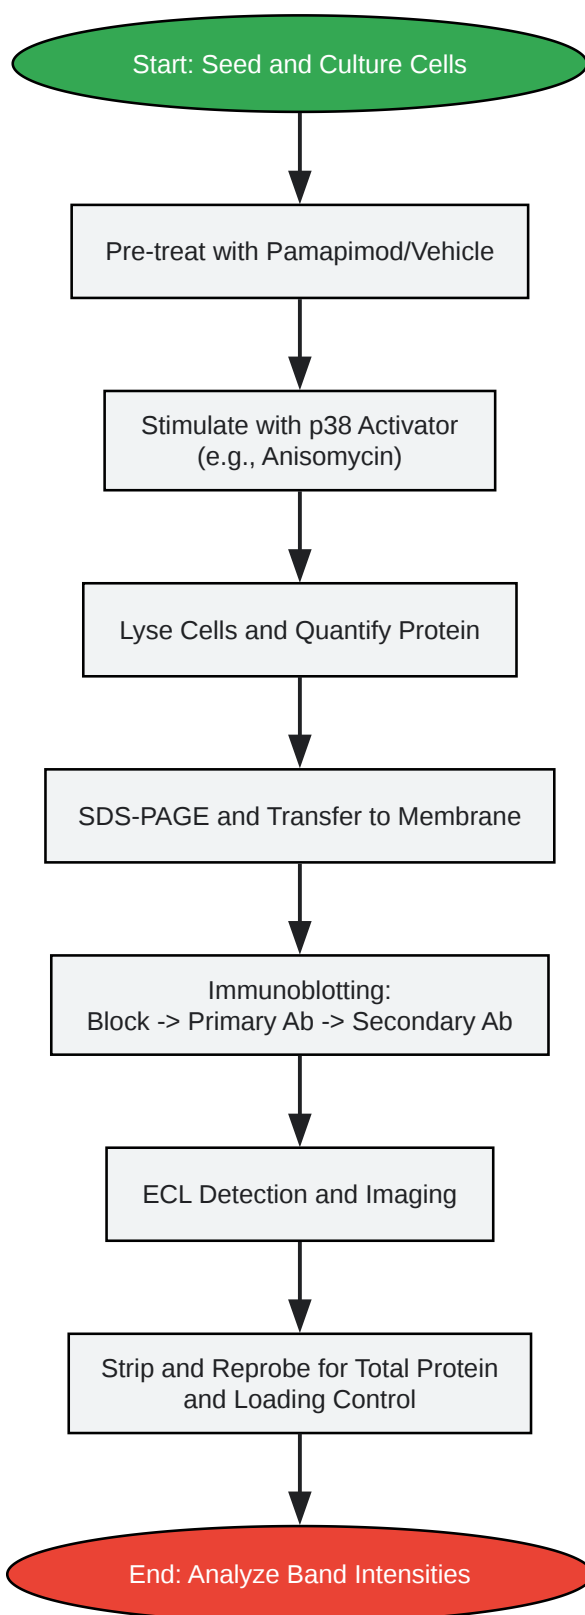 Start: Seed and Culture Cells
Pre-treat with Pamapimod/Vehicle
Stimulate with p38 Activator
(e.g., Anisomycin)
Lyse Cells and Quantify Protein
SDS-PAGE and Transfer to Membrane
Immunoblotting:
Block -> Primary Ab -> Secondary Ab
ECL Detection and Imaging
Strip and Reprobe for Total Protein
and Loading Control
End: Analyze Band Intensities